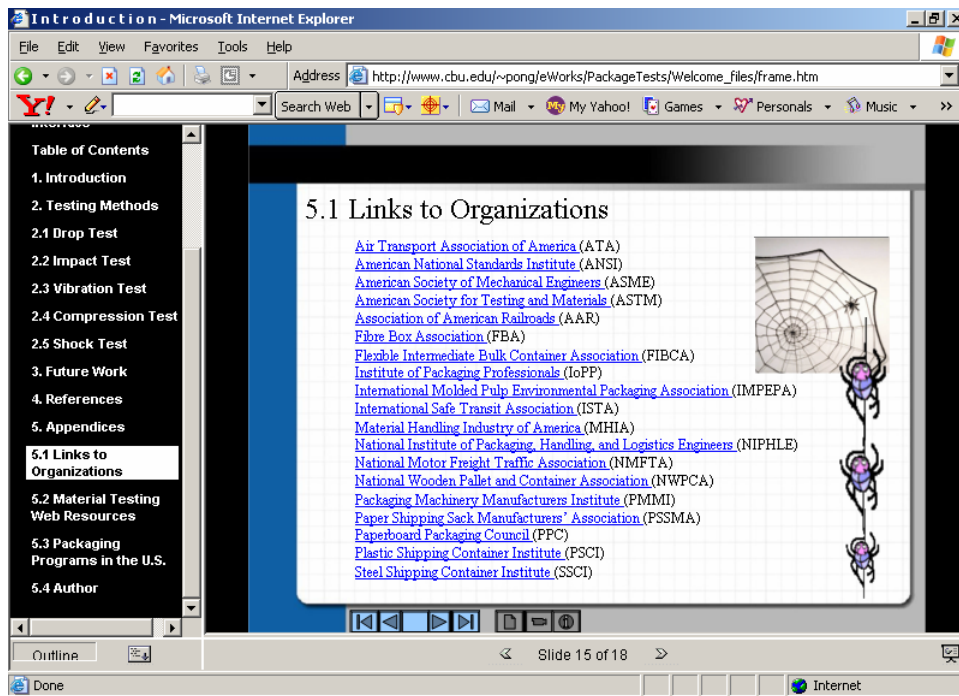 I n t r o d u c t i o n - Microsoft Internet Explorer
File Edit View Favorites Tools Help
Address http://www.cbu.edu/~pong/eWorks/PackageTests/Welcome_files/frame.htm
Y! Search Web Mail My Yahoo! Games Personals Music
Table of Contents
1. Introduction
2. Testing Methods
2.1 Drop Test
2.2 Impact Test
2.3 Vibration Test
2.4 Compression Test
2.5 Shock Test
3. Future Work
4. References
5. Appendices
5.1 Links to
Organizations
5.2 Material Testing
Web Resources
5.3 Packaging
Programs in the U.S.
5.4 Author
5.1 Links to Organizations
Air Transport Association of America (ATA)
American National Standards Institute (ANSI)
American Society of Mechanical Engineers (ASME)
American Society for Testing and Materials (ASTM)
Association of American Railroads (AAR)
Fibre Box Association (FBA)
Flexible Intermediate Bulk Container Association (FIBCA)
Institute of Packaging Professionals (IoPP)
International Molded Pulp Environmental Packaging Association (IMPEPA)
International Safe Transit Association (ISTA)
Material Handling Industry of America (MHIA)
National Institute of Packaging, Handling, and Logistics Engineers (NIPHLE)
National Motor Freight Traffic Association (NMFTA)
National Wooden Pallet and Container Association (NWPCA)
Packaging Machinery Manufacturers Institute (PMMI)
Paper Shipping Sack Manufacturers' Association (PSSMA)
Paperboard Packaging Council (PPC)
Plastic Shipping Container Institute (PSCI)
Steel Shipping Container Institute (SSCI)
Outline
Slide 15 of 18
Done
Internet